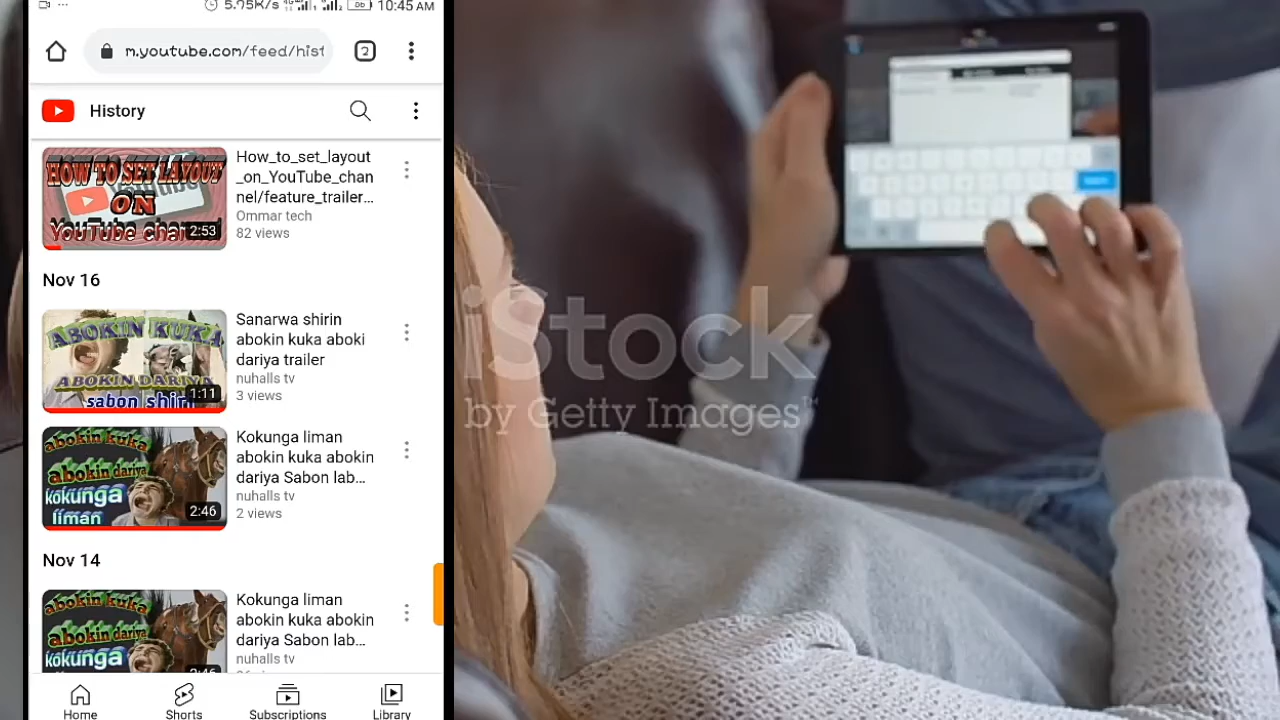 5.75K/s 10:45 AM
m.youtube.com/feed/hist
2
History
HOW TO SET LAYOUT
ON
YouTube chan
2:53
How_to_set_layout
_on_YouTube_cha
nel/feature_trailer...
Ommar tech
82 views
Nov 16
ABOKIN KUKA
ABOKIN DARIYA
sabon shiri
1:11
Sanarwa shirin
abokin kuka aboki
dariya trailer
nuhalls tv
3 views
abokin kuka
abokin dariya
kokunga
liman
2:46
Kokunga liman
abokin kuka abokin
dariya Sabon lab...
nuhalls tv
2 views
Nov 14
abokin kuka
abokin dariya
kokunga
Kokunga liman
abokin kuka abokin
dariya Sabon lab...
nuhalls tv
Home Shorts Subscriptions Library
iStock
by Getty Images™